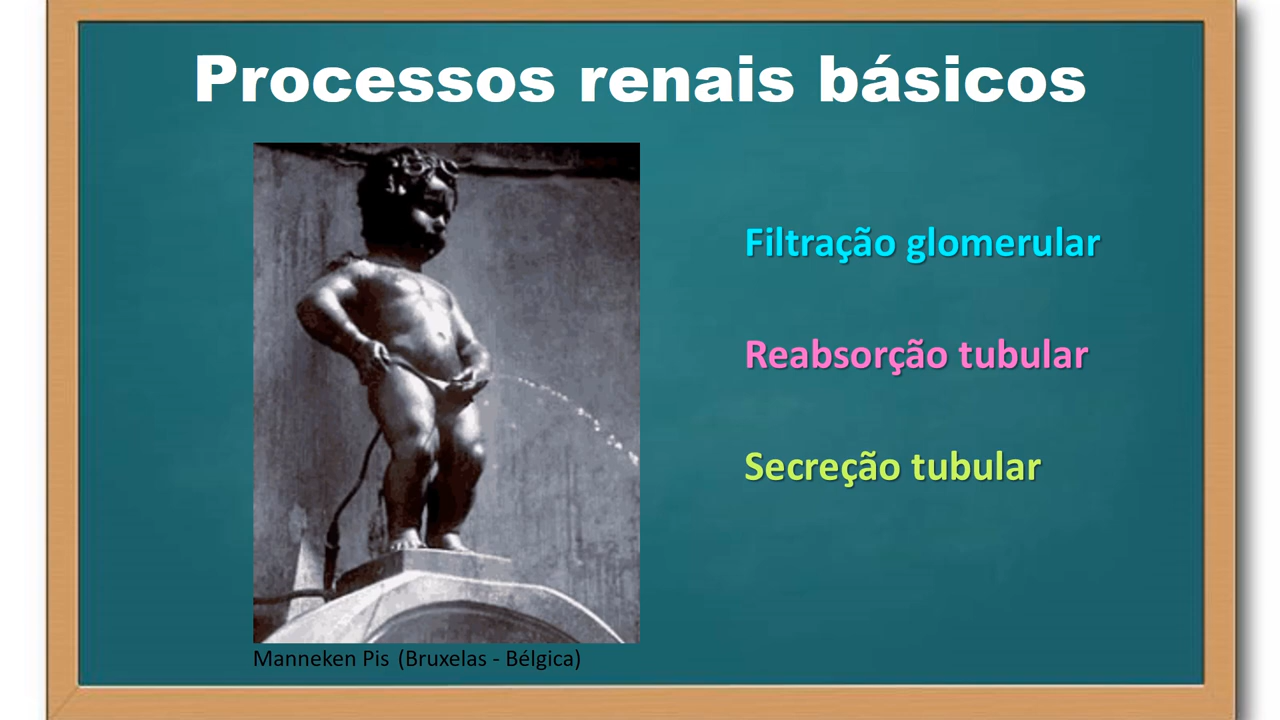 Processos renais básicos
Filtração glomerular
Reabsorção tubular
Secreção tubular
Manneken Pis (Bruxelas - Bélgica)